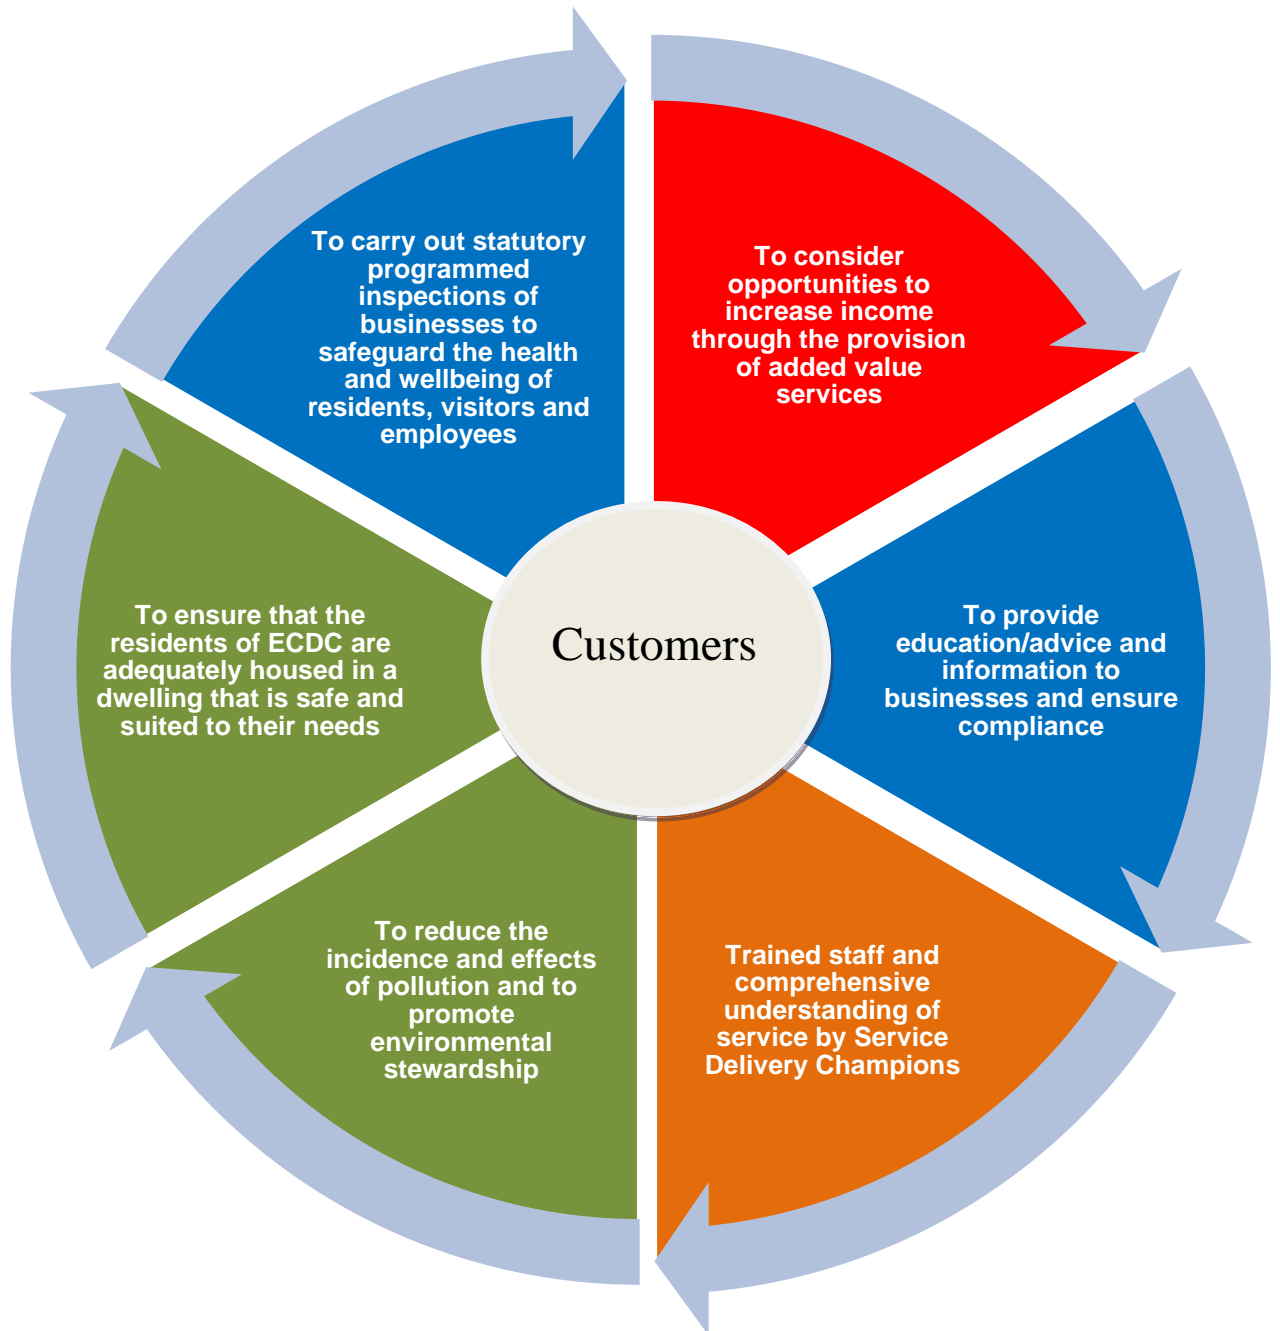 To carry out statutory
programmed
inspections of
businesses to
safeguard the health
and wellbeing of
residents, visitors and
employees
To consider
opportunities to
increase income
through the provision
of added value
services
To provide
education/advice and
information to
businesses and ensure
compliance
Trained staff and
comprehensive
understanding of
service by Service
Delivery Champions
To reduce the
incidence and effects
of pollution and to
promote
environmental
stewardship
To ensure that the
residents of ECDC are
adequately housed in a
dwelling that is safe and
suited to their needs
Customers